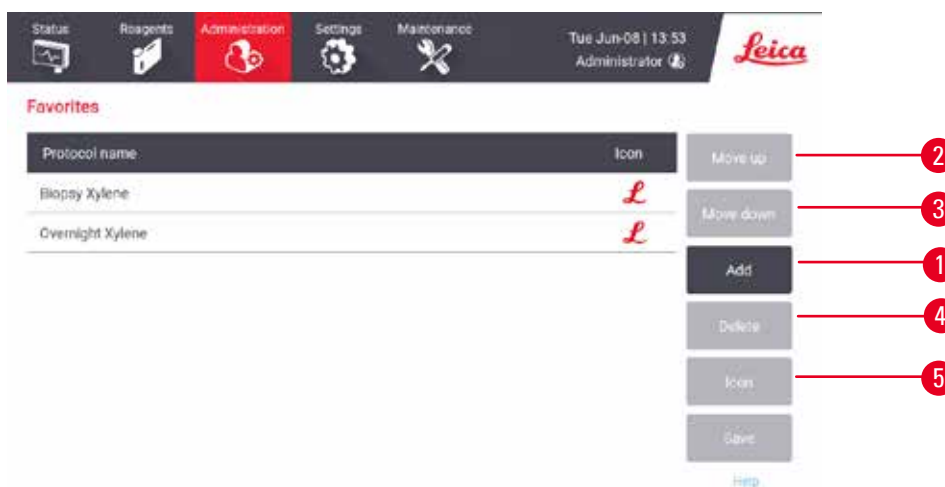 Status Reagents Administration Settings Maintenance
Tue Jun-08 | 13:53
Administrator
Leica
Favorites
Protocol name Icon
Biopsy Xylene
Overnight Xylene
Move up
Move down
Add
Delete
Icon
Save
Help
2
3
1
4
5